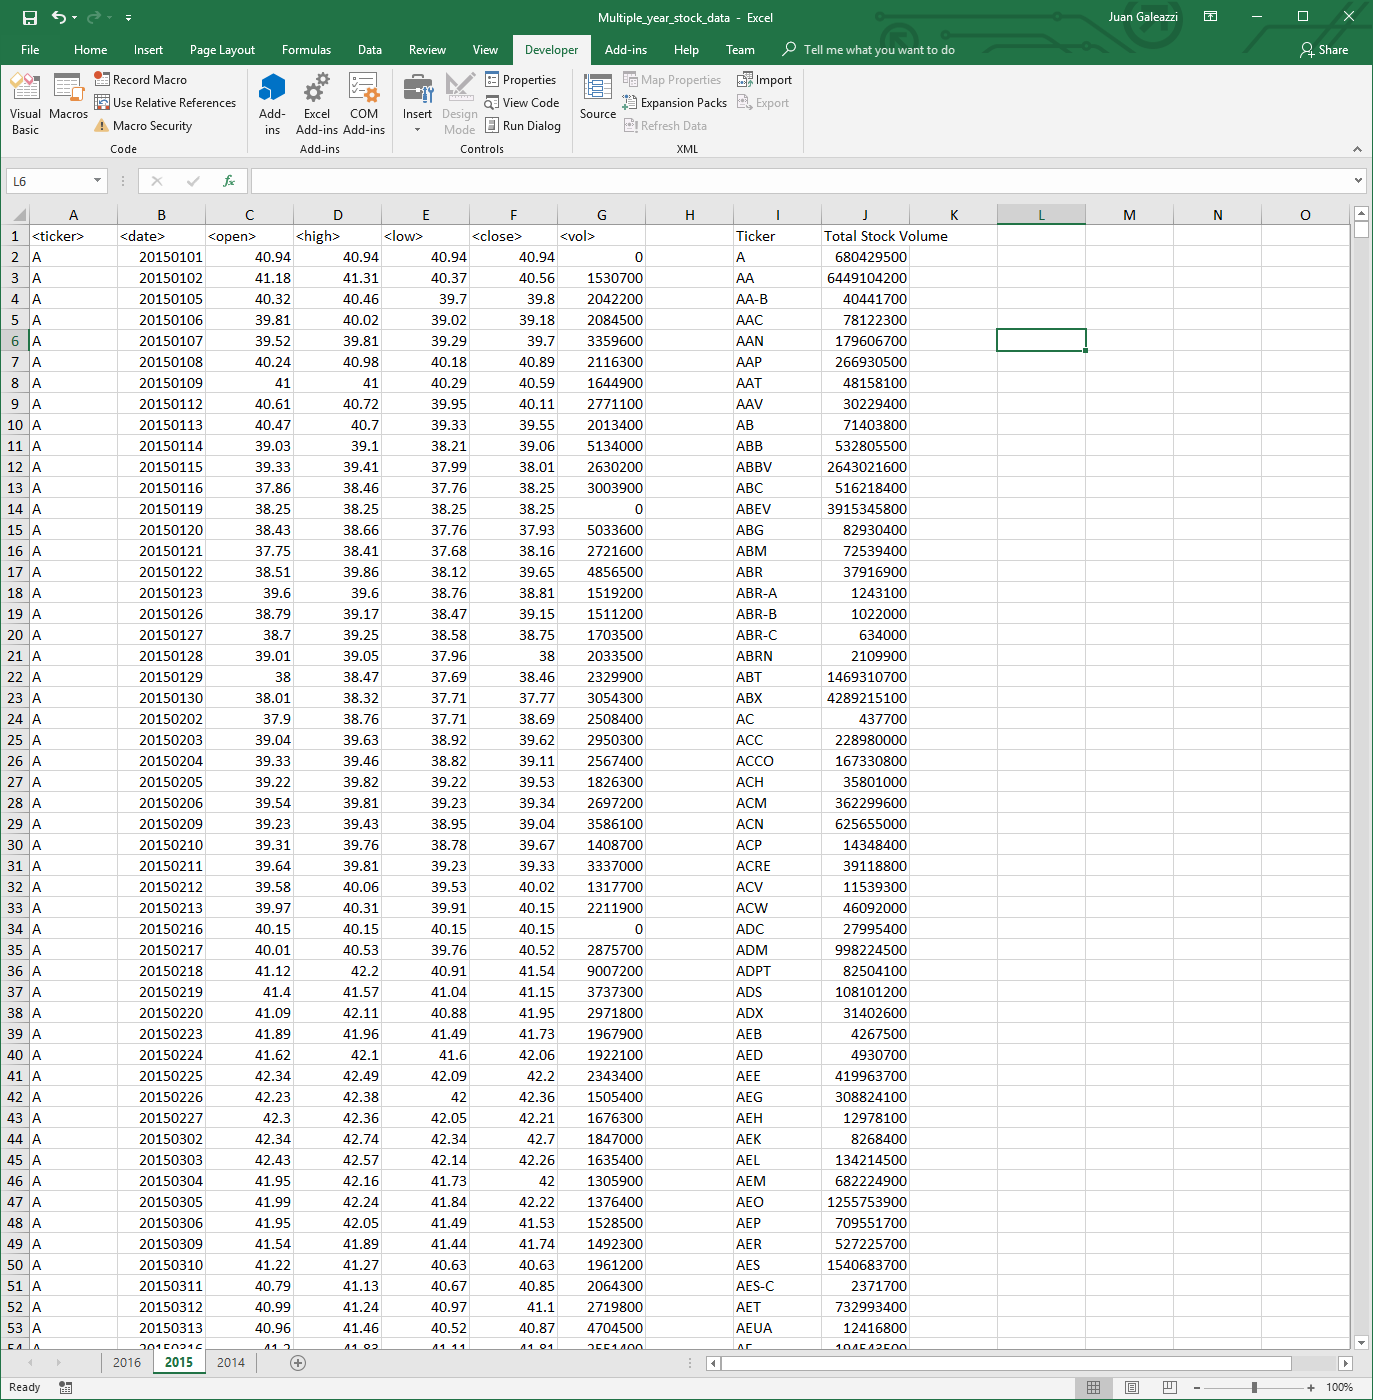 Multiple_year_stock_data - Excel Juan Galeazzi
File Home Insert Page Layout Formulas Data Review View Developer Add-ins Help Team Tell me what you want to do Share
Visual Basic Macros Record Macro Use Relative References Macro Security Add-ins Excel Add-ins COM Add-ins Insert Design Mode Properties View Code Run Dialog Source Map Properties Expansion Packs Refresh Data Import Export
Code Add-ins Controls XML
L6 fx
A B C D E F G H I J K L M N O
1 <ticker> <date> <open> <high> <low> <close> <vol> Ticker Total Stock Volume
2 A 20150101 40.94 40.94 40.94 40.94 0 A 680429500
3 A 20150102 41.18 41.31 40.37 40.56 1530700 AA 6449104200
4 A 20150105 40.32 40.46 39.7 39.8 2042200 AA-B 40441700
5 A 20150106 39.81 40.02 39.02 39.18 2084500 AAC 78122300
6 A 20150107 39.52 39.81 39.29 39.7 3359600 AAN 179606700
7 A 20150108 40.24 40.98 40.18 40.89 2116300 AAP 266930500
8 A 20150109 41 41 40.29 40.59 1644900 AAT 48158100
9 A 20150112 40.61 40.72 39.95 40.11 2771100 AAV 30229400
10 A 20150113 40.47 40.7 39.33 39.55 2013400 AB 71403800
11 A 20150114 39.03 39.1 38.21 39.06 5134000 ABB 532805500
12 A 20150115 39.33 39.41 37.99 38.01 2630200 ABBV 2643021600
13 A 20150116 37.86 38.46 37.76 38.25 3003900 ABC 516218400
14 A 20150119 38.25 38.25 38.25 38.25 0 ABEV 3915345800
15 A 20150120 38.43 38.66 37.76 37.93 5033600 ABG 82930400
16 A 20150121 37.75 38.41 37.68 38.16 2721600 ABM 72539400
17 A 20150122 38.51 39.86 38.12 39.65 4856500 ABR 37916900
18 A 20150123 39.6 39.6 38.76 38.81 1519200 ABR-A 1243100
19 A 20150126 38.79 39.17 38.47 39.15 1511200 ABR-B 1022000
20 A 20150127 38.7 39.25 38.58 38.75 1703500 ABR-C 634000
21 A 20150128 39.01 39.05 37.96 38 2033500 ABRN 2109900
22 A 20150129 38 38.47 37.69 38.46 2329900 ABT 1469310700
23 A 20150130 38.01 38.32 37.71 37.77 3054300 ABX 4289215100
24 A 20150202 37.9 38.76 37.71 38.69 2508400 AC 437700
25 A 20150203 39.04 39.63 38.92 39.62 2950300 ACC 228980000
26 A 20150204 39.33 39.46 38.82 39.11 2567400 ACCO 167330800
27 A 20150205 39.22 39.82 39.22 39.53 1826300 ACH 35801000
28 A 20150206 39.54 39.81 39.23 39.34 2697200 ACM 362299600
29 A 20150209 39.23 39.43 38.95 39.04 3586100 ACN 625655000
30 A 20150210 39.31 39.76 38.78 39.67 1408700 ACP 14348400
31 A 20150211 39.64 39.81 39.23 39.33 3337000 ACRE 39118800
32 A 20150212 39.58 40.06 39.53 40.02 1317700 ACV 11539300
33 A 20150213 39.97 40.31 39.91 40.15 2211900 ACW 46092000
34 A 20150216 40.15 40.15 40.15 40.15 0 ADC 27995400
35 A 20150217 40.01 40.53 39.76 40.52 2875700 ADM 998224500
36 A 20150218 41.12 42.2 40.91 41.54 9007200 ADPT 82504100
37 A 20150219 41.4 41.57 41.04 41.15 3737300 ADS 108101200
38 A 20150220 41.09 42.11 40.88 41.95 2971800 ADX 31402600
39 A 20150223 41.89 41.96 41.49 41.73 1967900 AEB 4267500
40 A 20150224 41.62 42.1 41.6 42.06 1922100 AED 4930700
41 A 20150225 42.34 42.49 42.09 42.2 2343400 AEE 419963700
42 A 20150226 42.23 42.38 42 42.36 1505400 AEG 308824100
43 A 20150227 42.3 42.36 42.05 42.21 1676300 AEH 12978100
44 A 20150302 42.34 42.74 42.34 42.7 1847000 AEK 8268400
45 A 20150303 42.43 42.57 42.14 42.26 1635400 AEL 134214500
46 A 20150304 41.95 42.16 41.73 42 1305900 AEM 682224900
47 A 20150305 41.99 42.24 41.84 42.22 1376400 AEO 1255753900
48 A 20150306 41.95 42.05 41.49 41.53 1528500 AEP 709551700
49 A 20150309 41.54 41.89 41.44 41.74 1492300 AER 527225700
50 A 20150310 41.22 41.27 40.63 40.63 1961200 AES 1540683700
51 A 20150311 40.79 41.13 40.67 40.85 2064300 AES-C 2371700
52 A 20150312 40.99 41.24 40.97 41.1 2719800 AET 732993400
53 A 20150313 40.96 41.46 40.52 40.87 4704500 AEUA 12416800
2016 2015 2014
Ready 100%